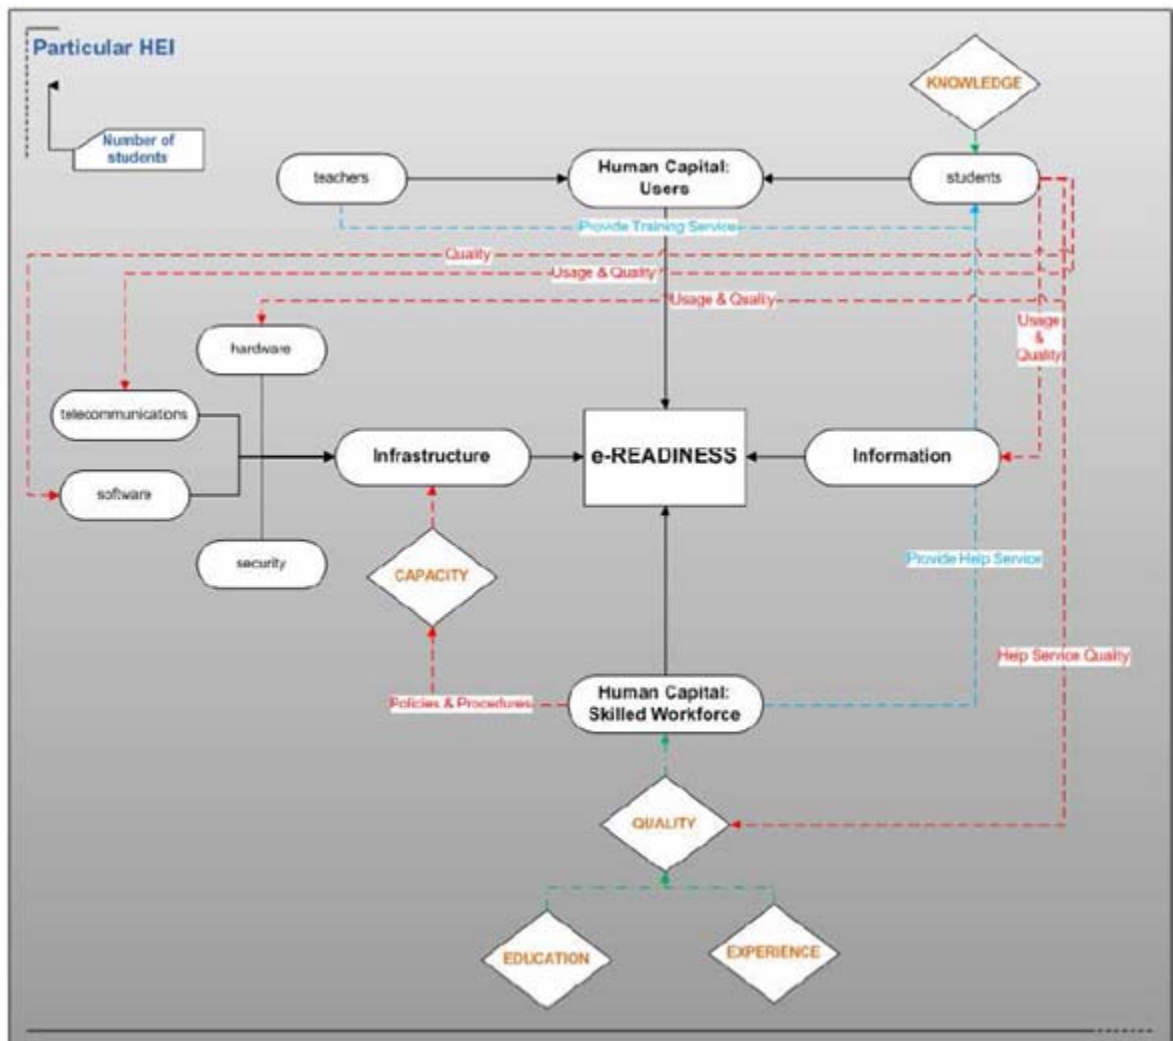 Particular HEI
Number of
students
KNOWLEDGE
teachers
Human Capital:
Users
students
Provide Training Service
Quality
Usage & Quality
Usage & Quality
Usage
&
Quality
hardware
telecommunications
Infrastructure
e-READINESS
Information
software
security
CAPACITY
Provide Help Service
Help Service Quality
Policies & Procedures
Human Capital:
Skilled Workforce
QUALITY
EDUCATION
EXPERIENCE